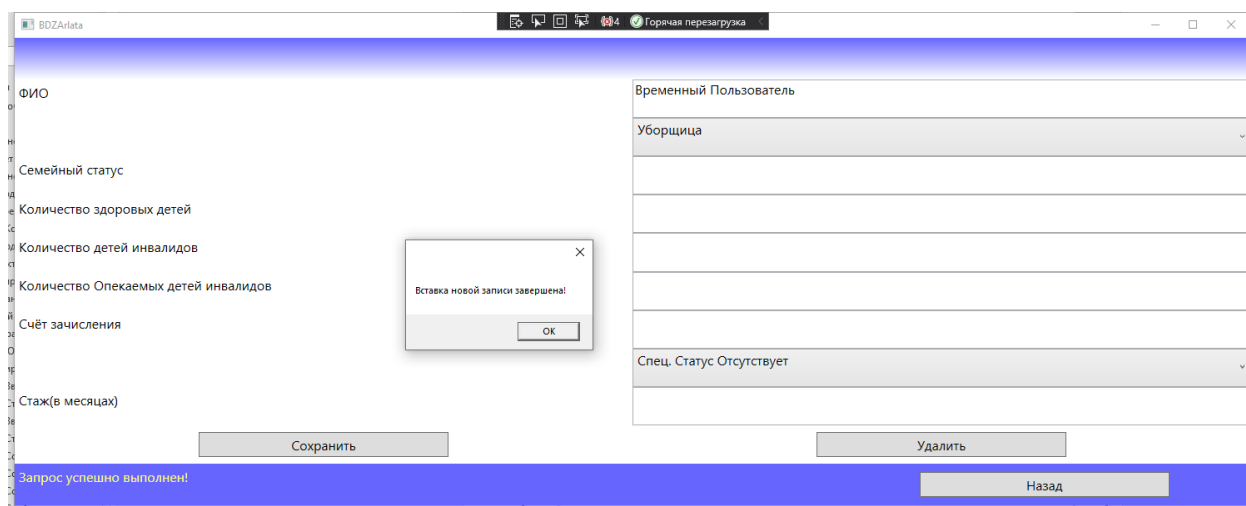 BDZArlata
4 Горячая перезагрузка
ФИО
Временный Пользователь
Уборщица
Семейный статус
Количество здоровых детей
Количество детей инвалидов
Количество Опекаемых детей инвалидов
Вставка новой записи завершена!
Счёт зачисления
OK
Спец. Статус Отсутствует
Стаж(в месяцах)
Сохранить
Удалить
Запрос успешно выполнен!
Назад